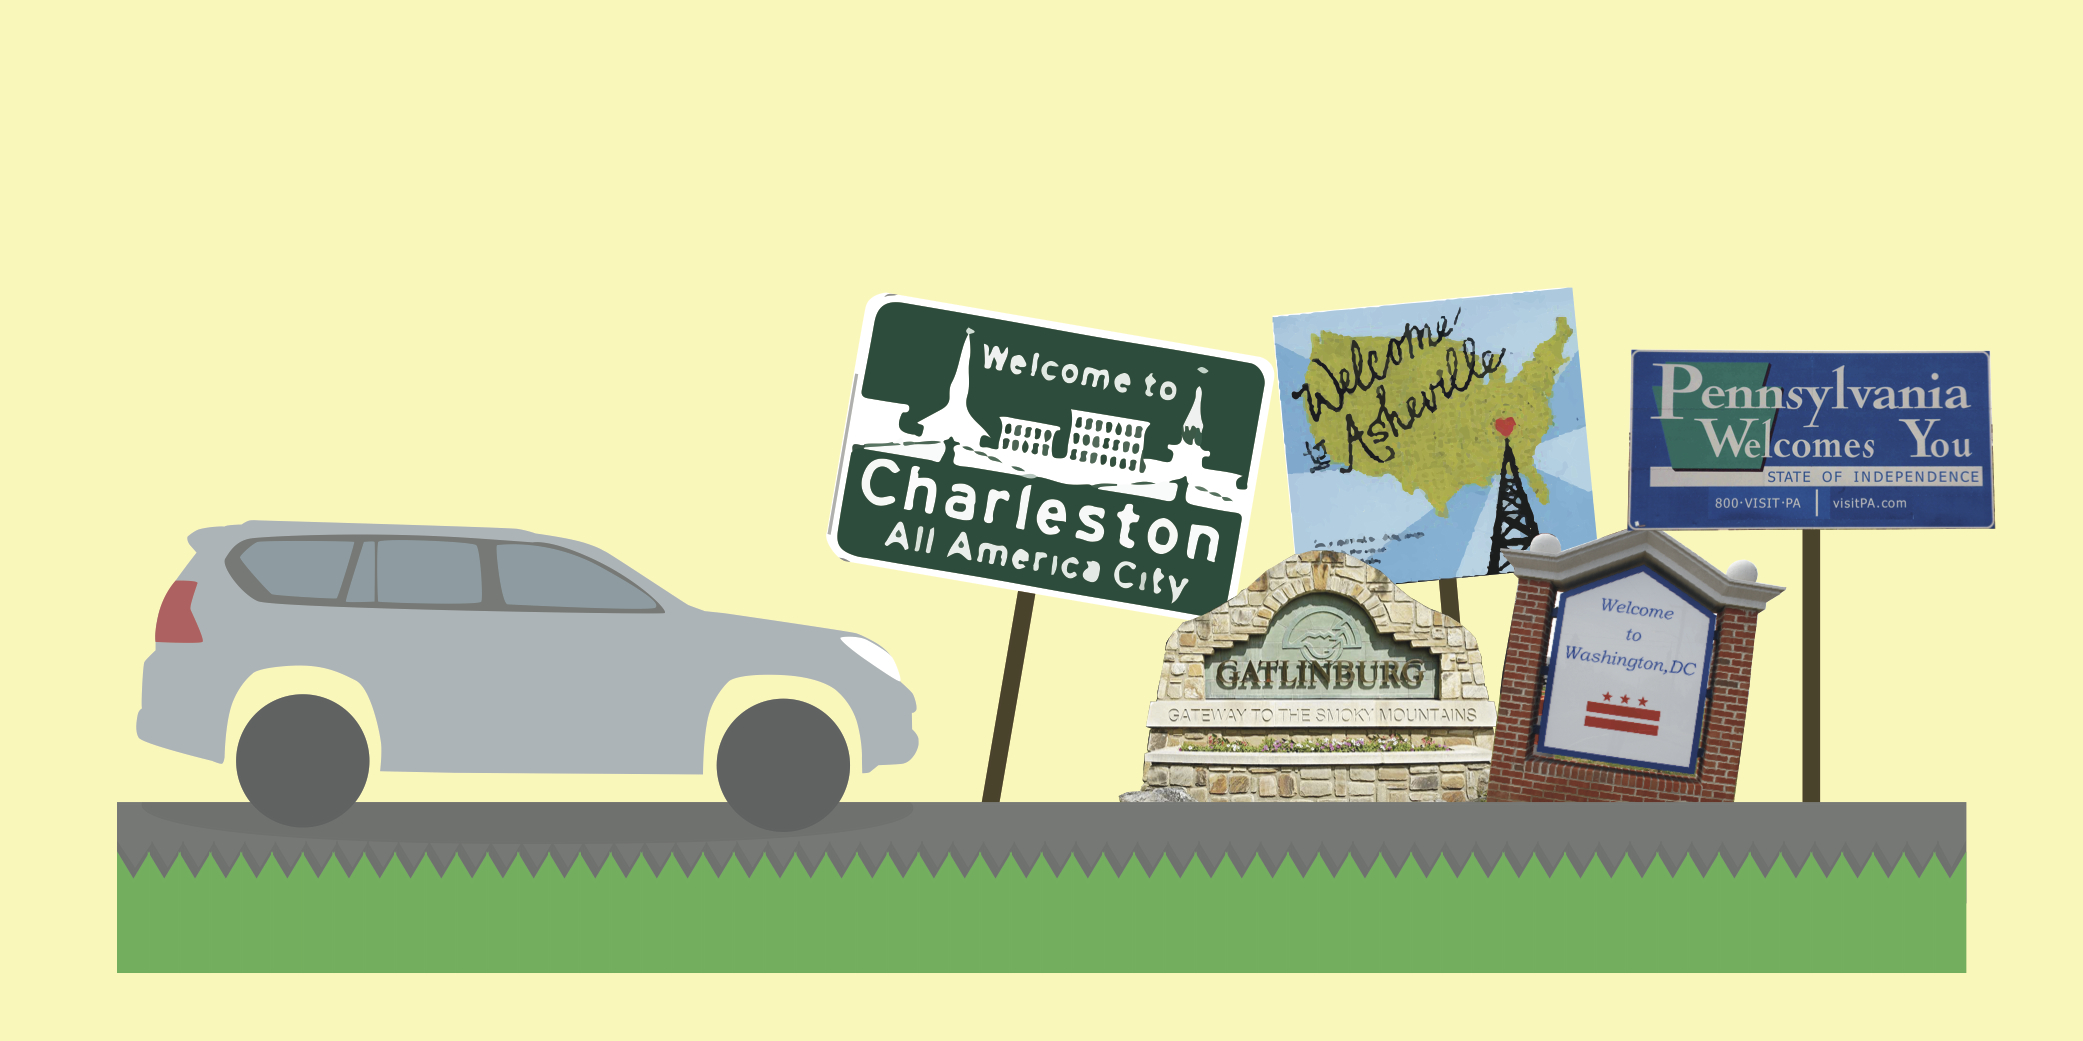 Welcome to
Charleston
All America City
Welcome
to Asheville
Pennsylvania
Welcomes You
STATE OF INDEPENDENCE
800·VISIT·PA | visitPA.com
GATLINBURG
GATEWAY TO THE SMOKY MOUNTAINS
Welcome
to
Washington,DC